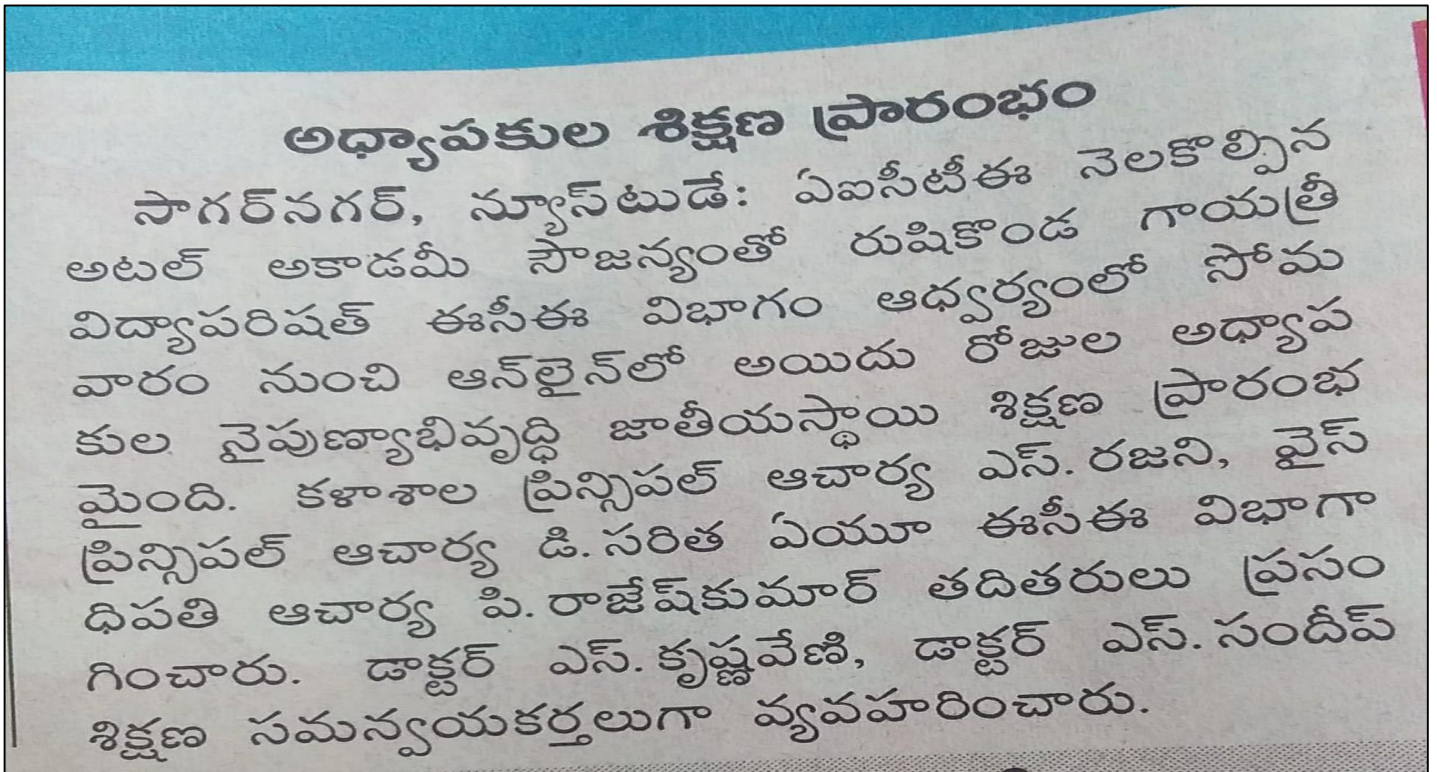 అధ్యాపకుల శిక్షణ ప్రారంభం
సాగర్‌నగర్, న్యూస్‌టుడే: ఏఐసీటీఈ నెలకొల్పిన
అటల్ అకాడమీ సౌజన్యంతో రుషికొండ గాయత్రీ
విద్యాపరిషత్ ఈసీఈ విభాగం ఆధ్వర్యంలో సోమ
వారం నుంచి ఆన్‌లైన్‌లో అయిదు రోజుల అధ్యాప
కుల నైపుణ్యాభివృద్ధి జాతీయస్థాయి శిక్షణ ప్రారంభ
మైంది. కళాశాల ప్రిన్సిపల్ ఆచార్య ఎస్.రజని, వైస్
ప్రిన్సిపల్ ఆచార్య డి.సరిత ఏయూ ఈసీఈ విభాగా
ధిపతి ఆచార్య పి.రాజేష్‌కుమార్ తదితరులు ప్రసం
గించారు. డాక్టర్ ఎస్.కృష్ణవేణి, డాక్టర్ ఎస్.సందీప్
శిక్షణ సమన్వయకర్తలుగా వ్యవహరించారు.